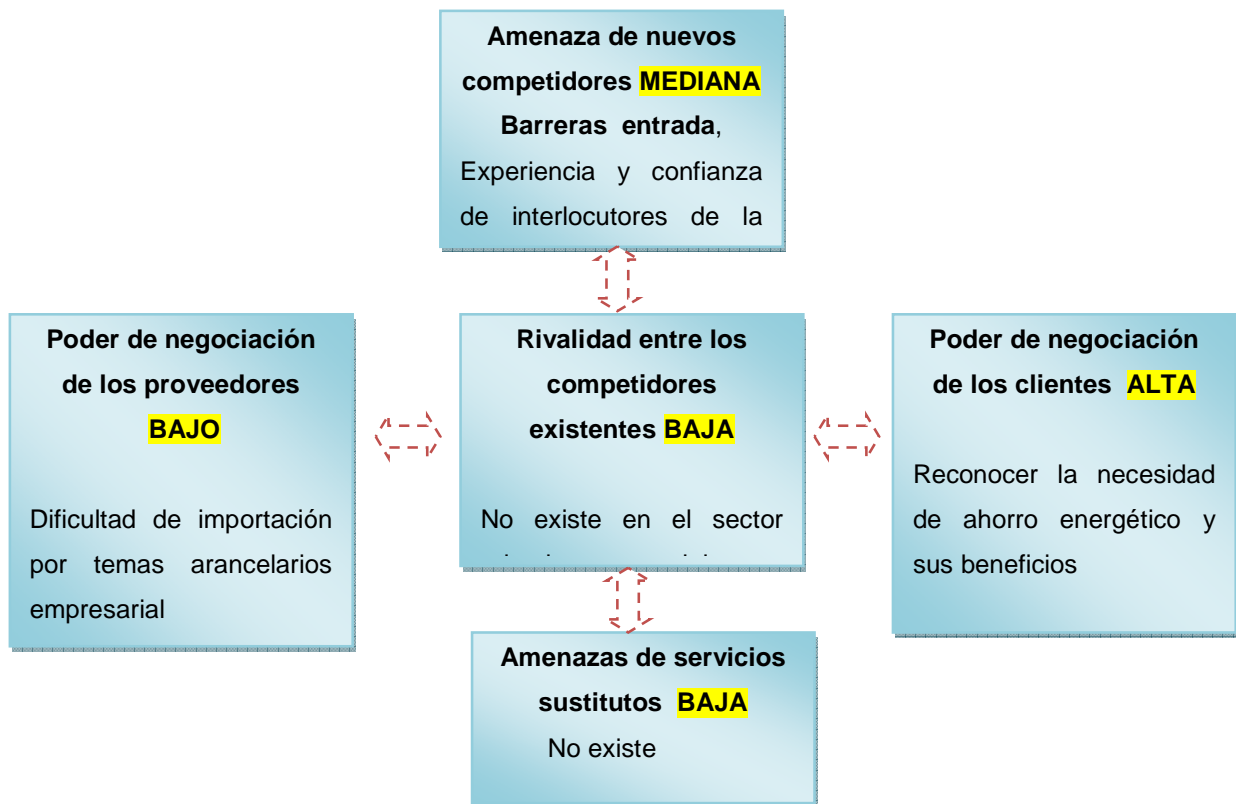 Amenaza de nuevos
competidores MEDIANA
Barreras entrada,
Experiencia y confianza
de interlocutores de la
Poder de negociación
de los proveedores
BAJO
Dificultad de importación
por temas arancelarios
empresarial
Rivalidad entre los
competidores
existentes BAJA
No existe en el sector
Poder de negociación
de los clientes ALTA
Reconocer la necesidad
de ahorro energético y
sus beneficios
Amenazas de servicios
sustitutos BAJA
No existe